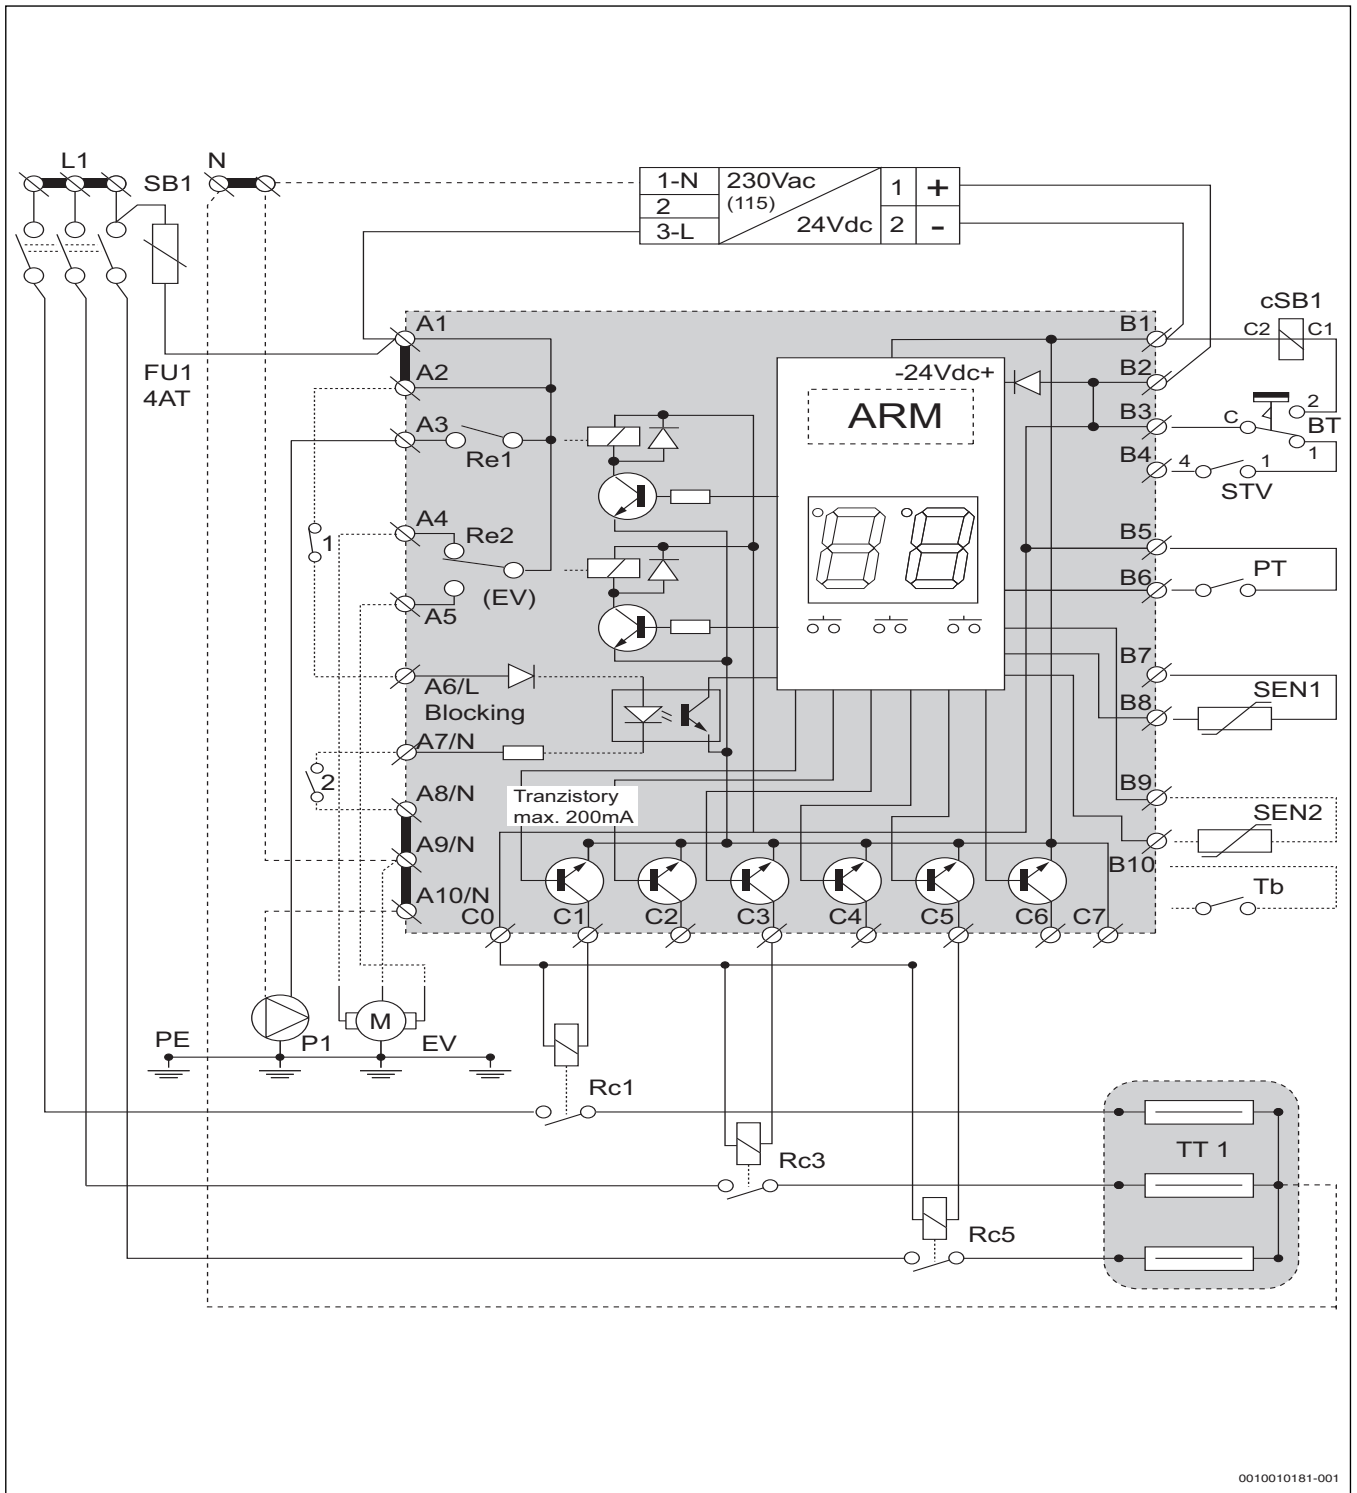 L1
N
SB1
FU1
4AT
1-N
2
3-L
230Vac
(115)
24Vdc
1
2
+
-
A1
A2
A3
Re1
A4
Re2
(EV)
A5
A6/L
Blocking
A7/N
A8/N
A9/N
A10/N
1
2
-24Vdc+
ARM
Tranzistory
max. 200mA
B1
B2
B3
B4
B5
B6
B7
B8
B9
B10
cSB1
C2
C1
2
C
BT
1
4
1
STV
PT
SEN1
SEN2
Tb
C0
C1
C2
C3
C4
C5
C6
C7
PE
P1
M
EV
Rc1
Rc3
Rc5
TT 1
0010010181-001